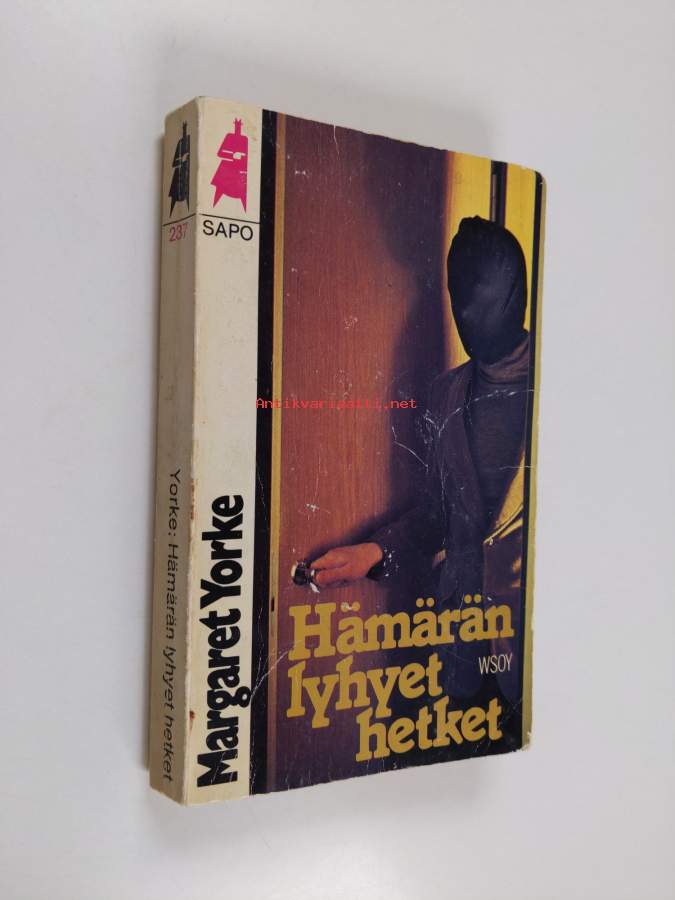 237
Yorke: Hämärän lyhyet hetket
SAPO
Margaret Yorke
Hämärän
lyhyet
hetket
WSOY
Antikvariaatti.net